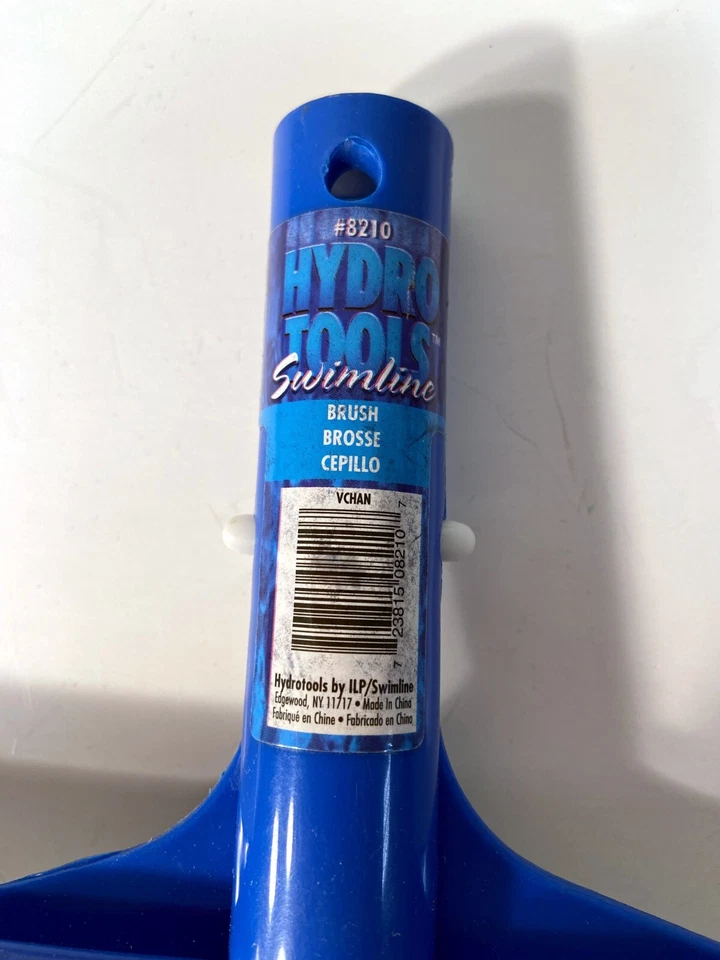 #8210
HYDRO
TOOLS™
Swimline
BRUSH
BROSSE
CEPILLO
VCHAN
7 23815 08210 7
Hydrotools by ILP/Swimline
Edgewood, NY 11717 • Made In China
Fabriqué en Chine • Fabricado en China